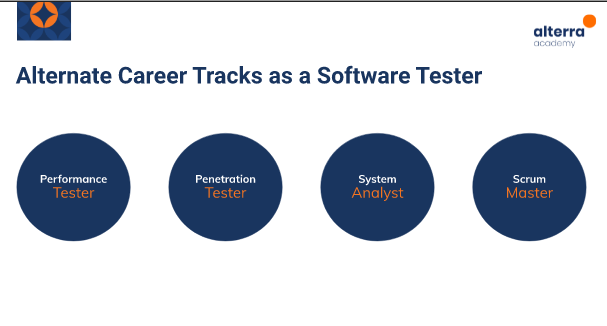 alterra
academy
Alternate Career Tracks as a Software Tester
Performance
Tester
Penetration
Tester
System
Analyst
Scrum
Master